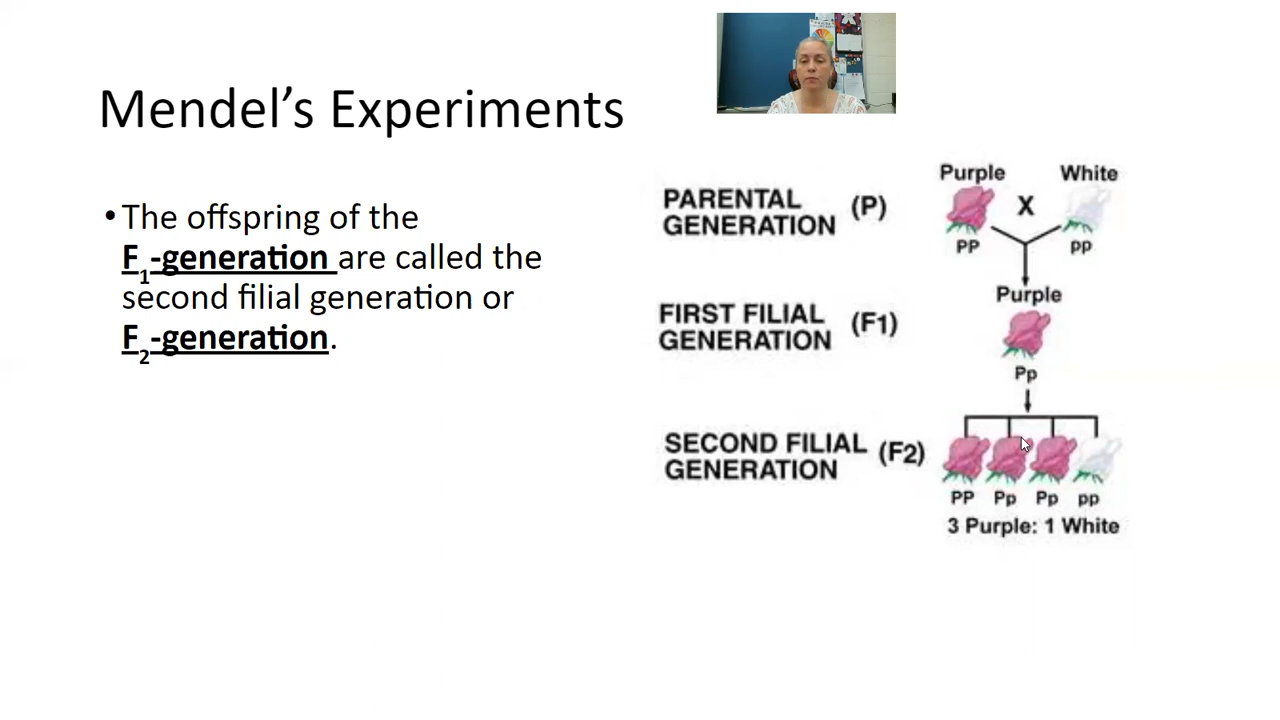 Mendel's Experiments
• The offspring of the
F1-generation are called the
second filial generation or
F2-generation.
PARENTAL
GENERATION (P)
Purple White
X
PP pp
FIRST FILIAL
GENERATION (F1)
Purple
Pp
SECOND FILIAL
GENERATION (F2)
PP Pp Pp pp
3 Purple: 1 White